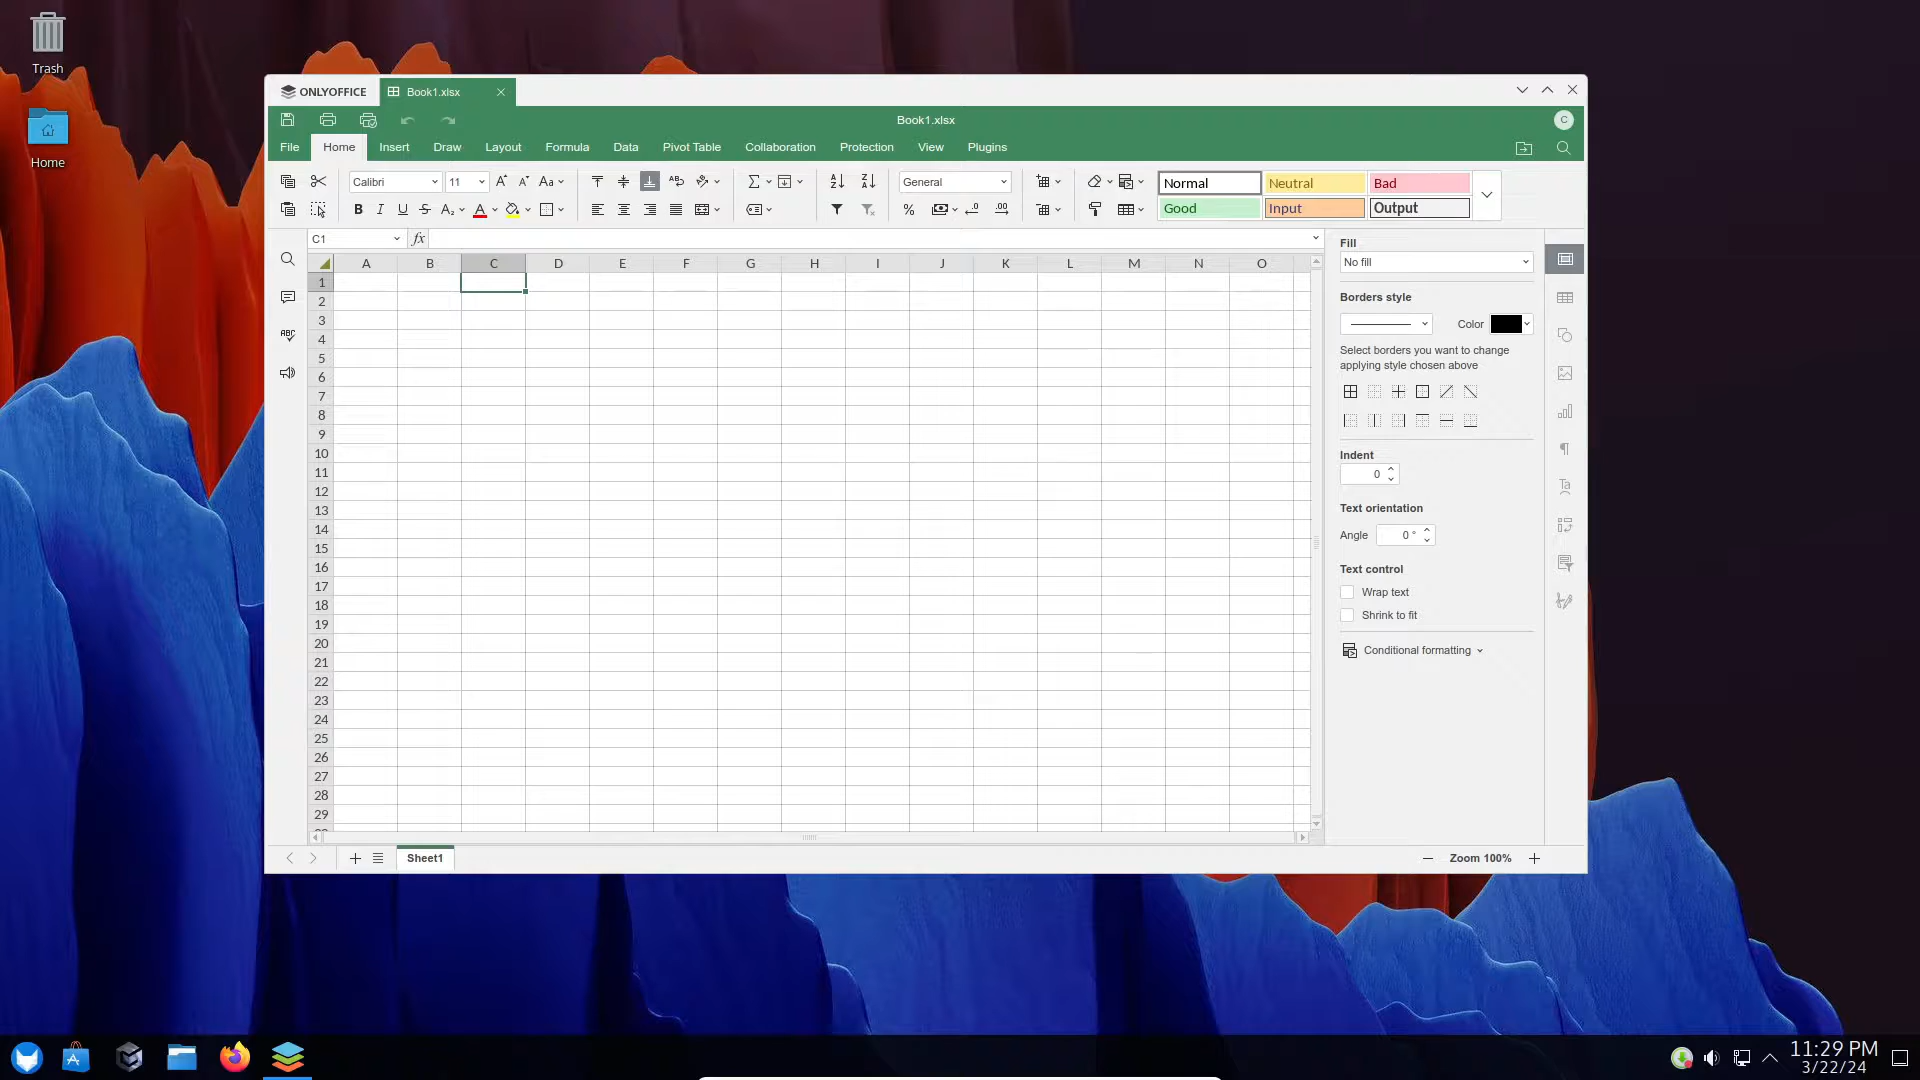 Trash
Home
ONLYOFFICE
Book1.xlsx
Book1.xlsx
C
File
Home
Insert
Draw
Layout
Formula
Data
Pivot Table
Collaboration
Protection
View
Plugins
Calibri
11
Aa
General
Normal
Neutral
Bad
B I U S A₂ A
%
Good
Input
Output
C1
fx
A B C D E F G H I J K L M N O
1
2
3
4
5
6
7
8
9
10
11
12
13
14
15
16
17
18
19
20
21
22
23
24
25
26
27
28
29
Fill
No fill
Borders style
Color
Select borders you want to change
applying style chosen above
Indent
0
Text orientation
Angle 0 °
Text control
Wrap text
Shrink to fit
Conditional formatting
Sheet1
Zoom 100%
11:29 PM
3/22/24